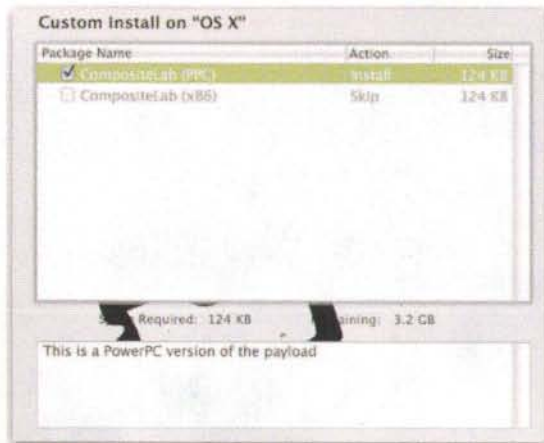 Custom Install on "OS X"
Package Name Action Size
CompositeLab (PPC) Install 124 KB
CompositeLab (x86) Skip 124 KB
Required: 124 KB 3.2 GB
This is a PowerPC version of the payload